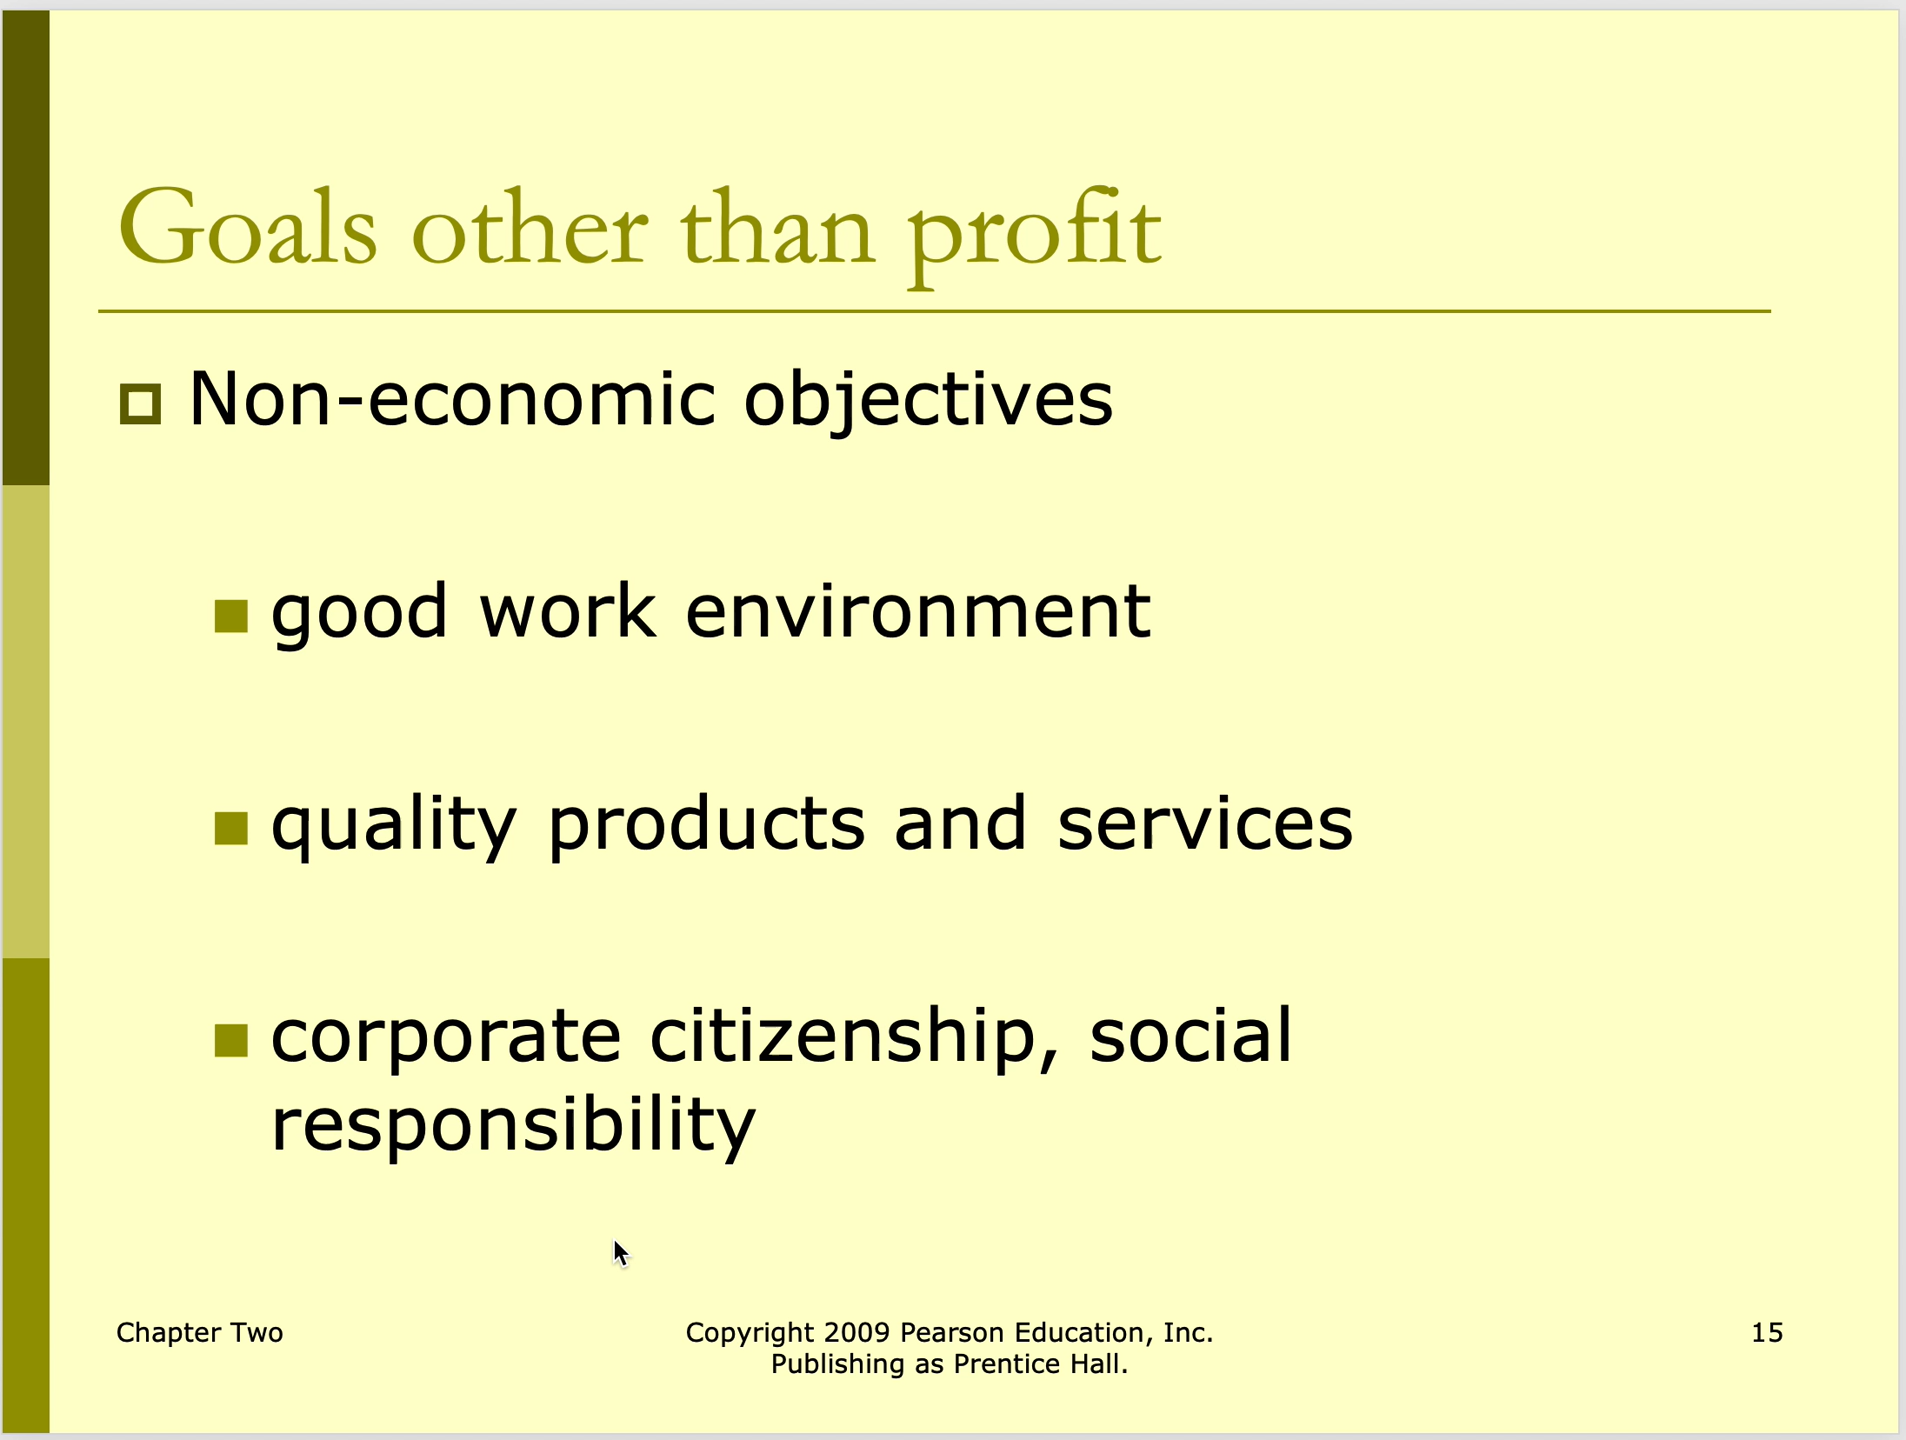 Goals other than profit
Non-economic objectives
good work environment
quality products and services
corporate citizenship, social
responsibility
Chapter Two
Copyright 2009 Pearson Education, Inc.
Publishing as Prentice Hall.
15